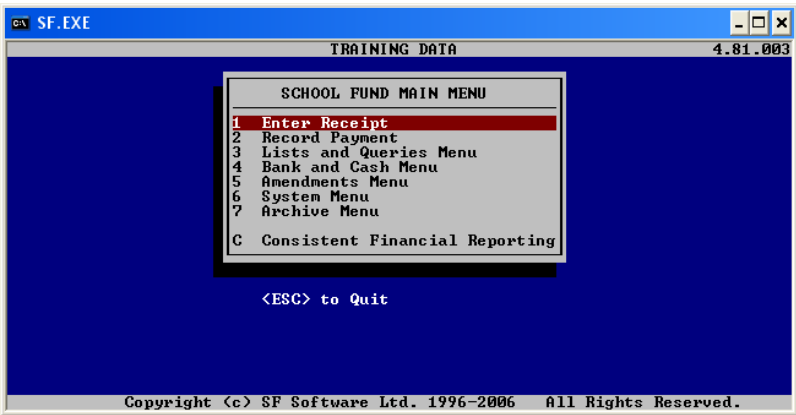 SF.EXE
TRAINING DATA 4.81.003
SCHOOL FUND MAIN MENU
1 Enter Receipt
2 Record Payment
3 Lists and Queries Menu
4 Bank and Cash Menu
5 Amendments Menu
6 System Menu
7 Archive Menu
C Consistent Financial Reporting
<ESC> to Quit
Copyright (c) SF Software Ltd. 1996-2006 All Rights Reserved.